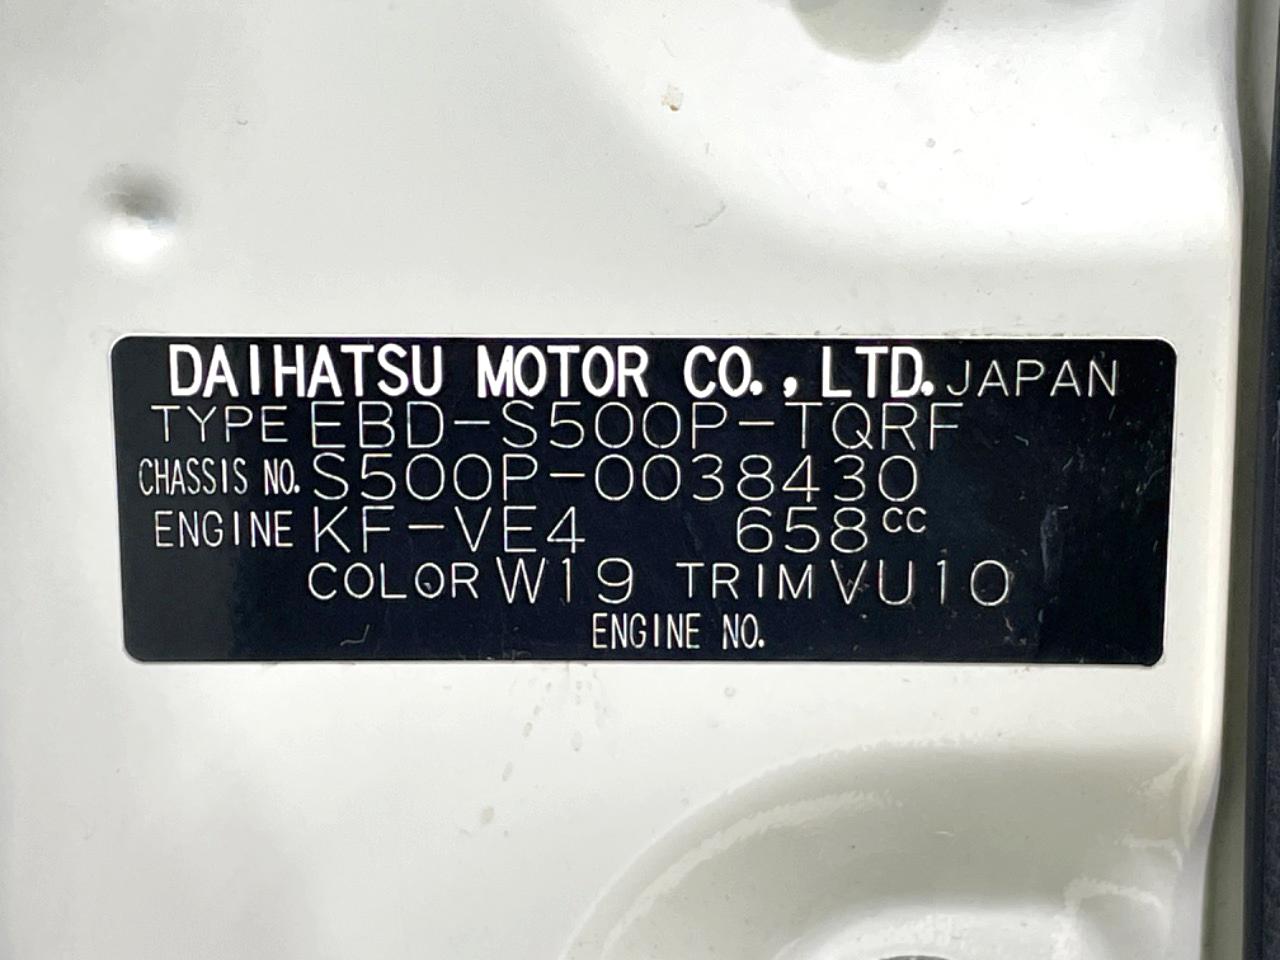 DAIHATSU MOTOR CO.,LTD. JAPAN
TYPE EBD-S500P-TQRF
CHASSIS NO. S500P-0038430
ENGINE KF-VE4 658cc
COLOR W19 TRIM VU10
ENGINE NO.